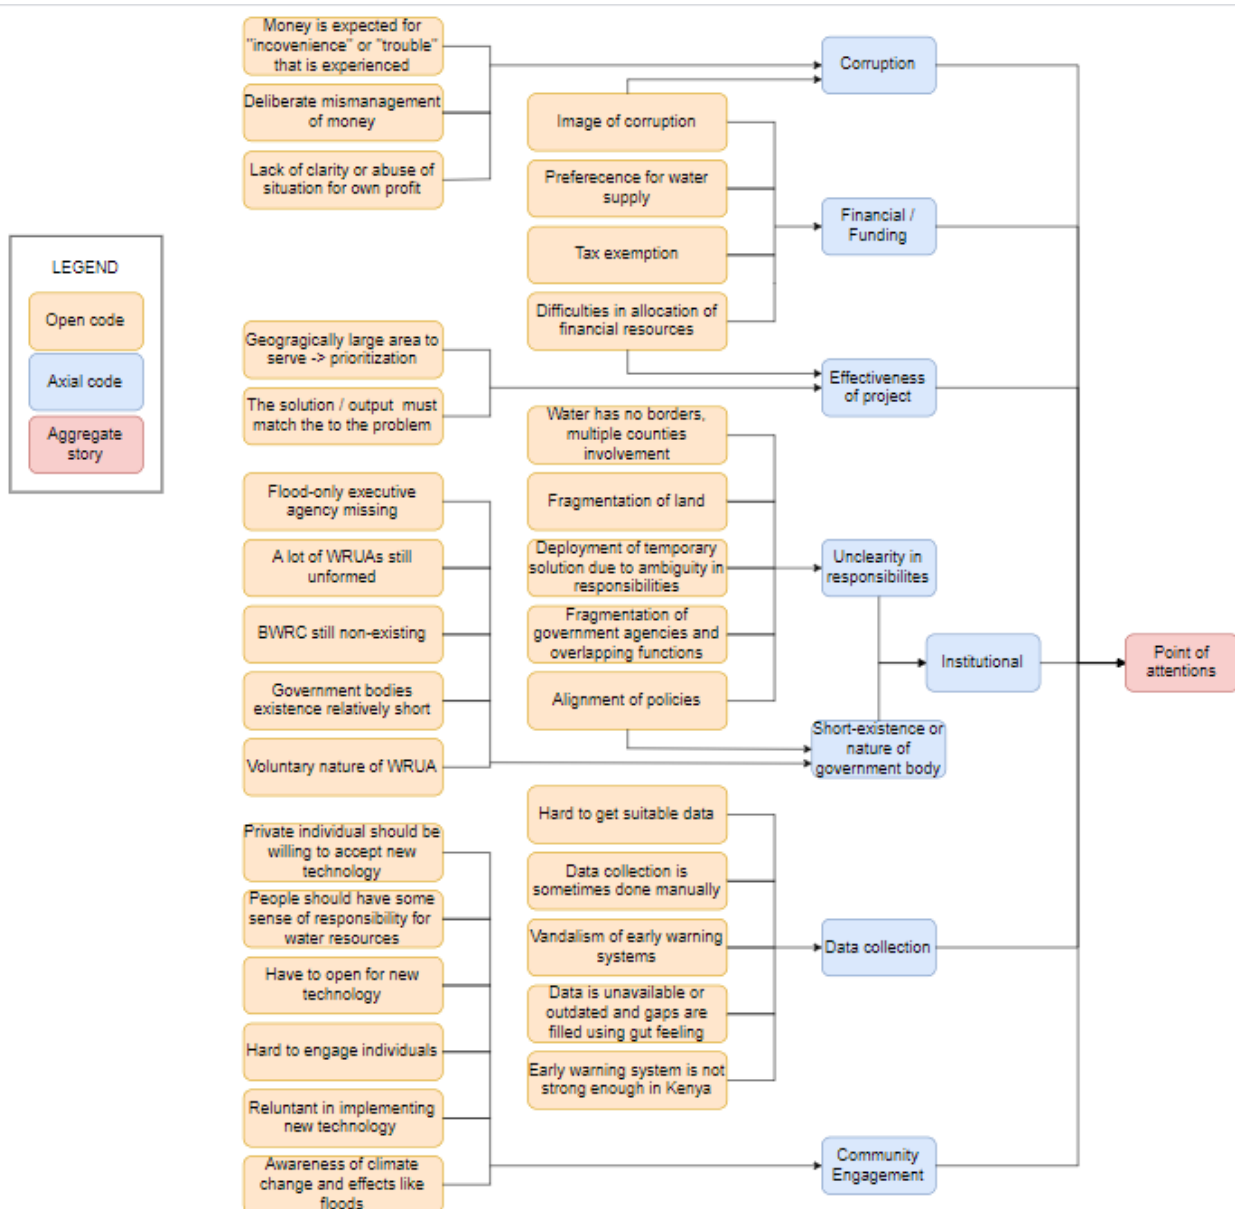 Money is expected for
"incovenience" or "trouble"
that is experienced
Deliberate mismanagement
of money
Lack of clarity or abuse of
situation for own profit
Corruption
Image of corruption
Preferecence for water
supply
Tax exemption
Difficulties in allocation of
financial resources
Financial /
Funding
LEGEND
Open code
Axial code
Aggregate
story
Geogragically large area to
serve -> prioritization
The solution / output must
match the to the problem
Effectiveness
of project
Water has no borders,
multiple counties
involvement
Fragmentation of land
Deployment of temporary
solution due to ambiguity in
responsibilities
Fragmentation of
government agencies and
overlapping functions
Alignment of policies
Unclearity in
responsibilites
Flood-only executive
agency missing
A lot of WRUAs still
unformed
BWRC still non-existing
Government bodies
existence relatively short
Voluntary nature of WRUA
Short-existence or
nature of
government body
Institutional
Point of
attentions
Hard to get suitable data
Data collection is
sometimes done manually
Vandalism of early warning
systems
Data is unavailable or
outdated and gaps are
filled using gut feeling
Early warning system is not
strong enough in Kenya
Data collection
Private individual should be
willing to accept new
technology
People should have some
sense of responsibility for
water resources
Have to open for new
technology
Hard to engage individuals
Reluctant in implementing
new technology
Awareness of climate
change and effects like
floods
Community
Engagement